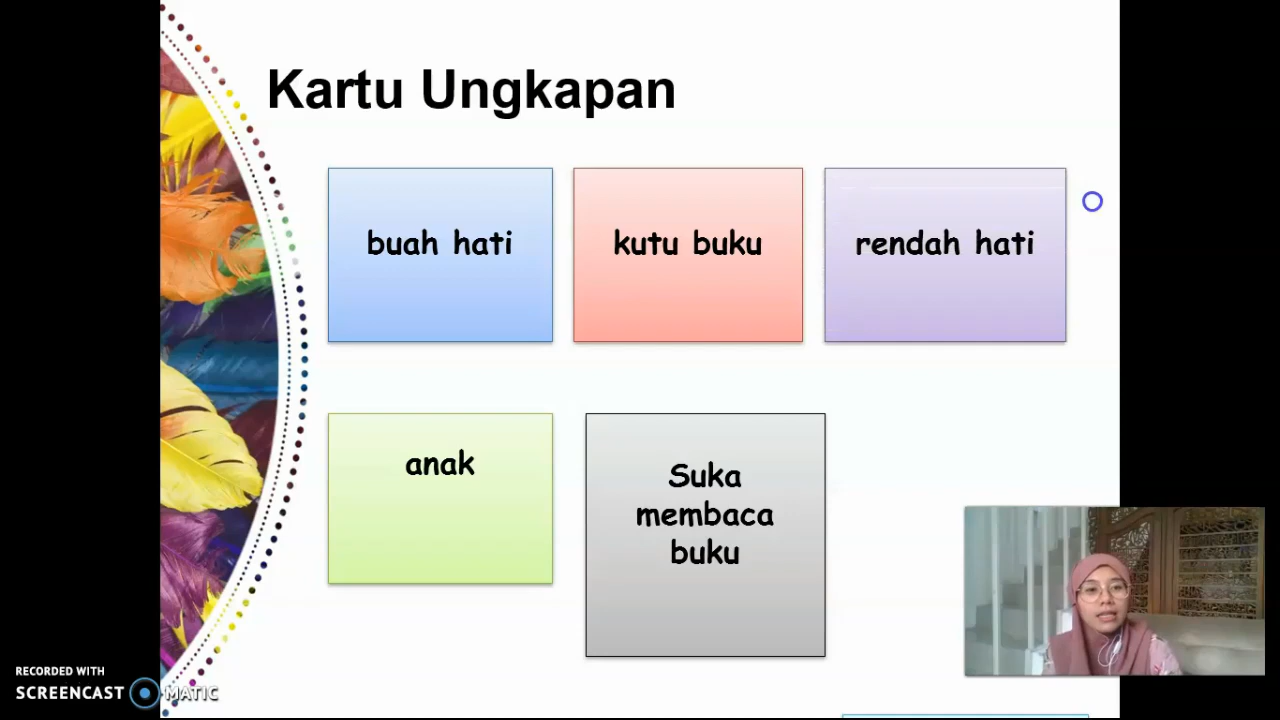 Kartu Ungkapan
buah hati
kutu buku
rendah hati
anak
Suka
membaca
buku
RECORDED WITH
SCREENCAST MATIC